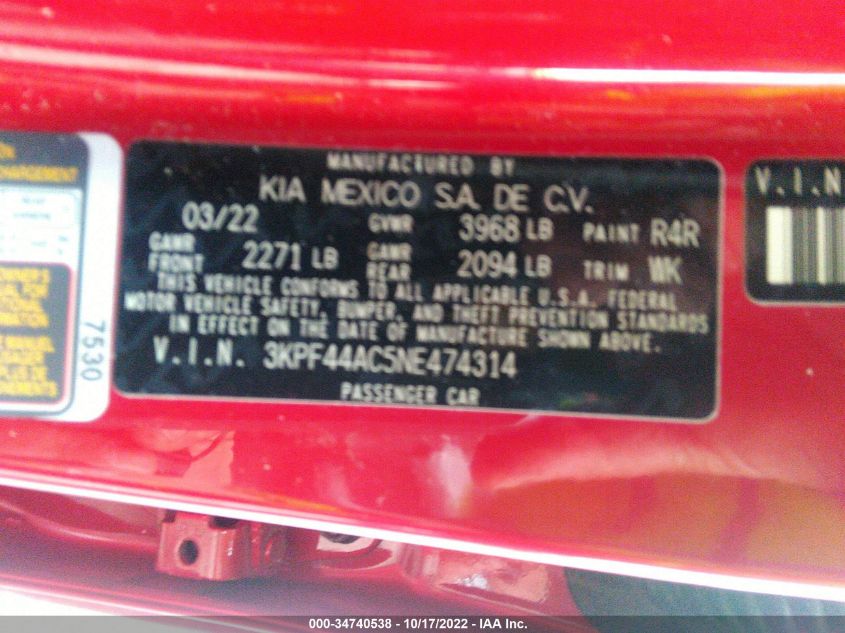 ON
CHARGEMENT
7530
MANUFACTURED BY
KIA MEXICO S.A. DE C.V.
03/22 GVWR 3968 LB PAINT R4R
GAWR FRONT 2271 LB GAWR REAR 2094 LB TRIM WK
THIS VEHICLE CONFORMS TO ALL APPLICABLE U.S.A. FEDERAL
MOTOR VEHICLE SAFETY, BUMPER, AND THEFT PREVENTION STANDARDS
IN EFFECT ON THE DATE OF MANUFACTURE SHOWN ABOVE.
V.I.N. 3KPF44AC5NE474314
PASSENGER CAR
V.I.N
000-34740538 - 10/17/2022 - IAA Inc.